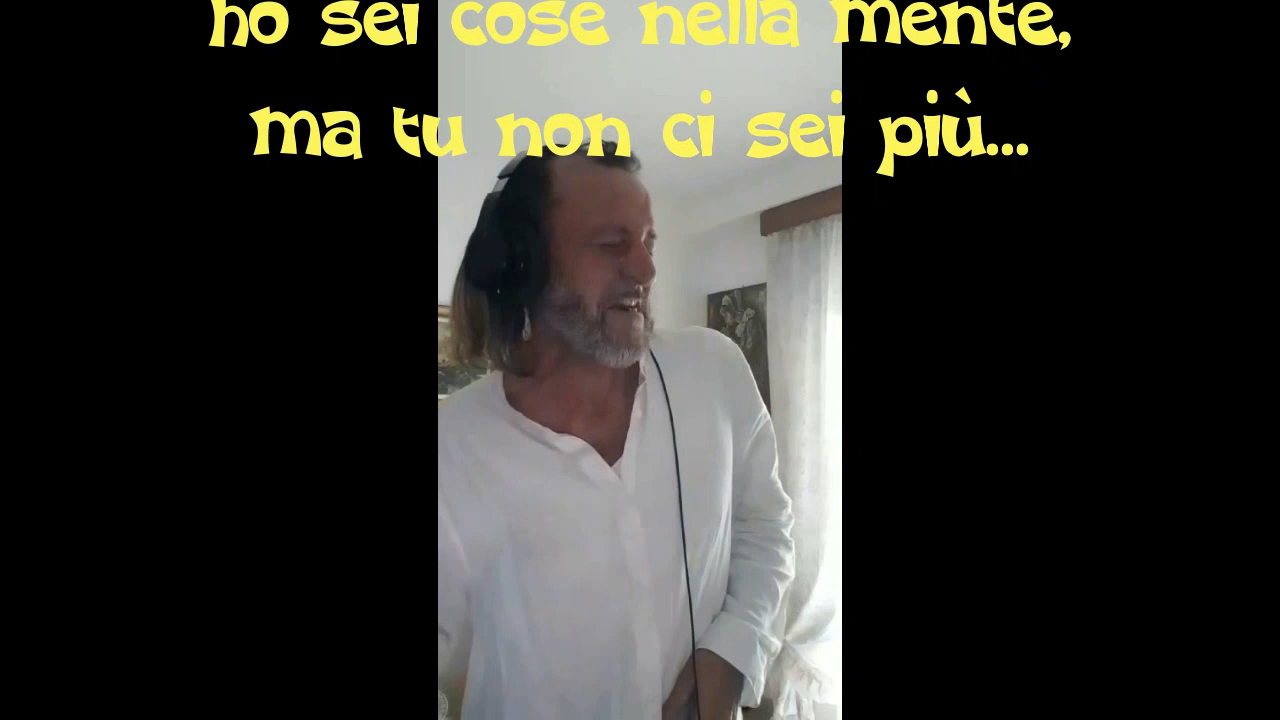 ho sei cose nella mente,
ma tu non ci sei più...